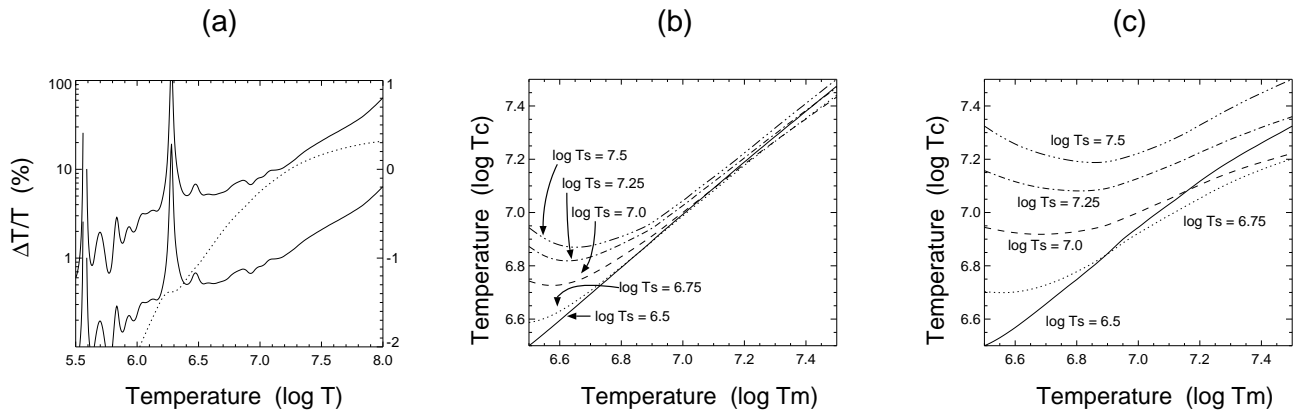 (a)
(b)
(c)
100
10
1
ΔT/T (%)
1
0
-1
-2
5.5 6.0 6.5 7.0 7.5 8.0
Temperature (log T)
7.4
7.2
7.0
6.8
6.6
Temperature (log Tc)
log Ts = 7.5
log Ts = 7.25
log Ts = 7.0
log Ts = 6.75
log Ts = 6.5
6.6 6.8 7.0 7.2 7.4
Temperature (log Tm)
7.4
7.2
7.0
6.8
6.6
Temperature (log Tc)
log Ts = 7.5
log Ts = 7.25
log Ts = 6.75
log Ts = 7.0
log Ts = 6.5
6.6 6.8 7.0 7.2 7.4
Temperature (log Tm)